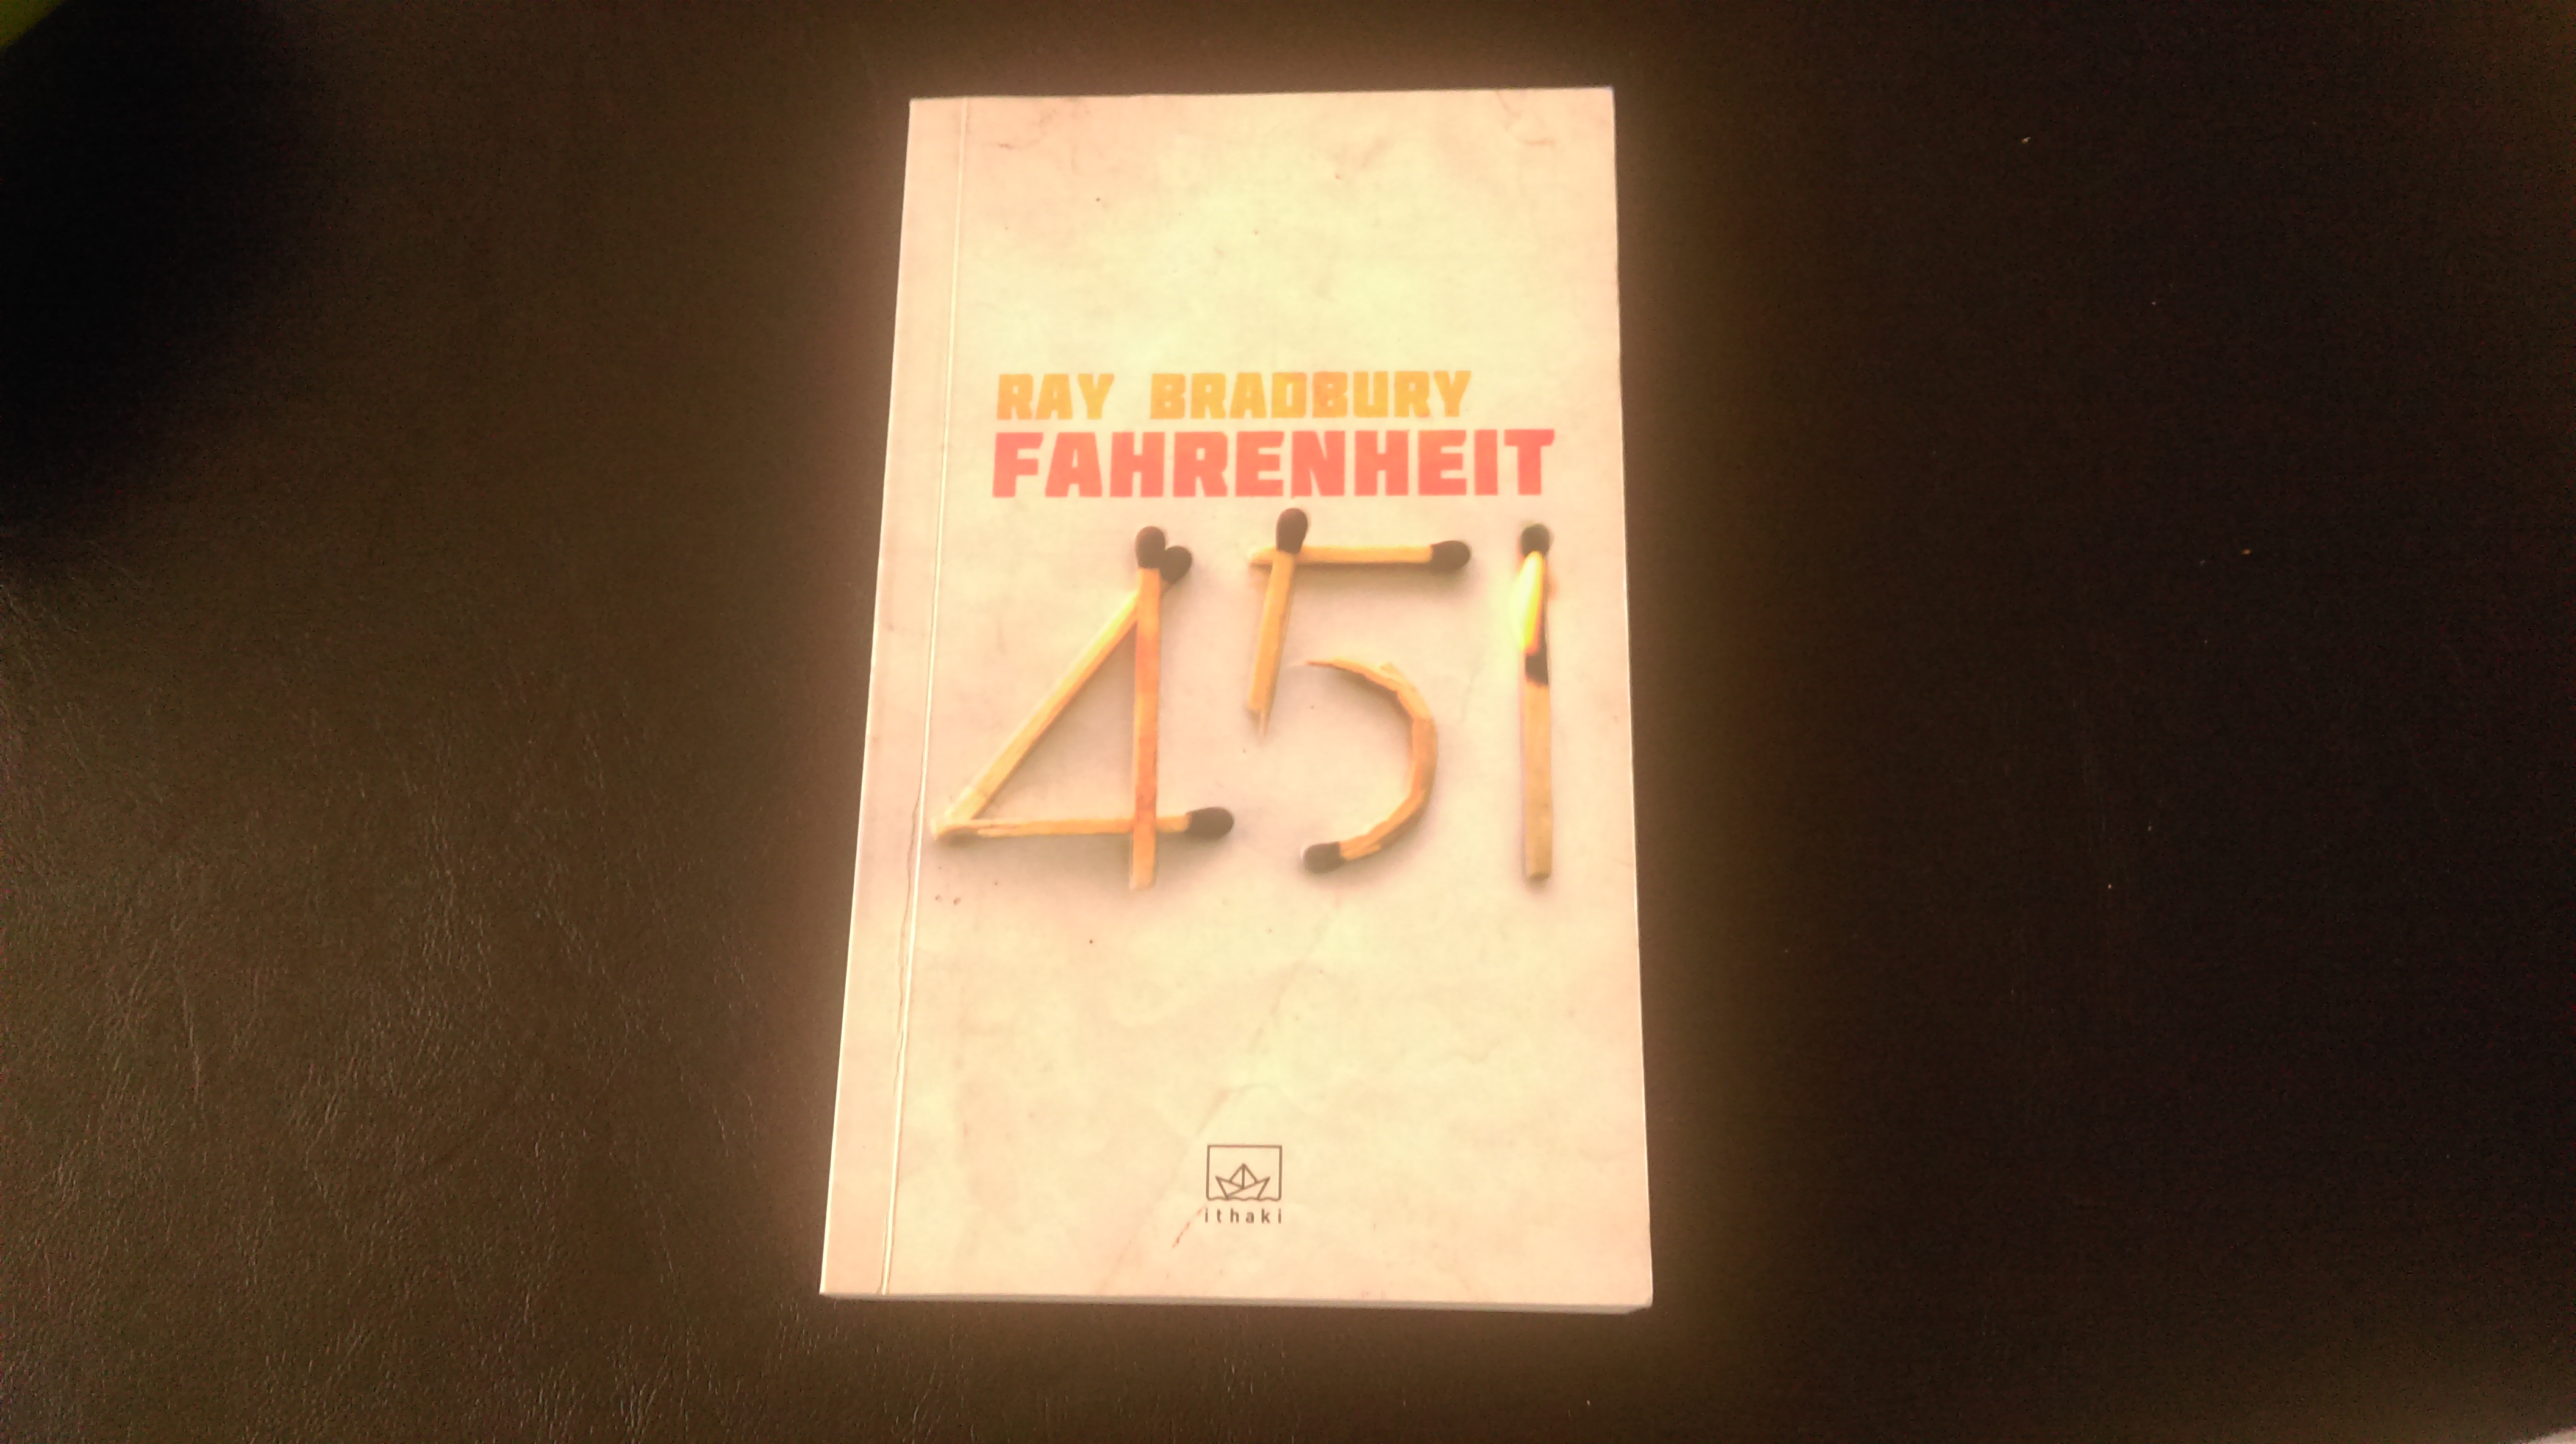 RAY BRADBURY
FAHRENHEIT
451
ithaki